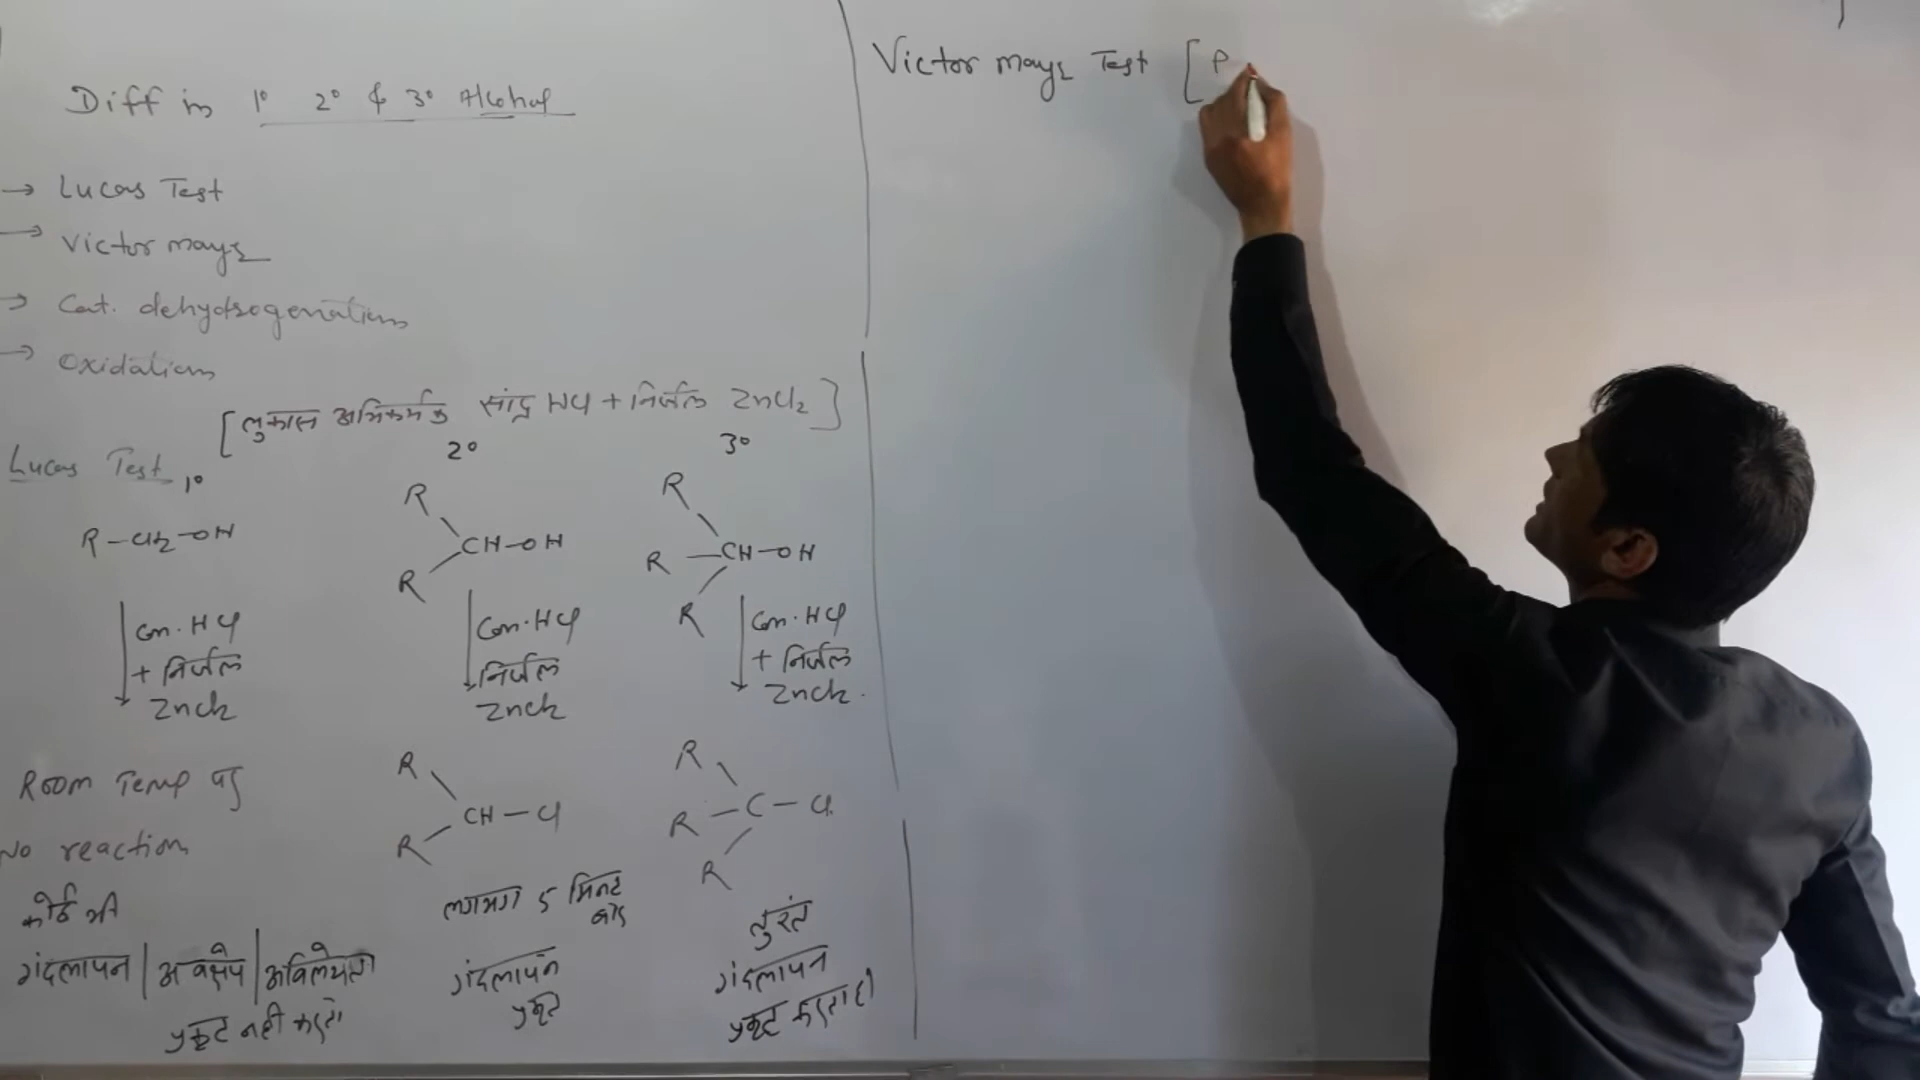 Diff in 1° 2° & 3° Alcohol
→ Lucas Test
→ Victor mayr
→ Cat. dehydrogenation
→ Oxidation
[लुकास अभिकर्मक सांद्र HCl + निर्जल ZnCl2]
Lucas Test
1° 2° 3°
R-CH2-OH
R
R
CH-OH
R
R
R
CH-OH
Con. HCl
+ निर्जल
ZnCl2
Con. HCl
निर्जल
ZnCl2
Con. HCl
+ निर्जल
ZnCl2.
Room Temp पर
No reaction
कोई भी
गंदलापन | अवक्षेप | अविलेयता
प्रकट नही करते
R
R
CH-Cl
लगभग 5 मिनट
बाद
गंदलापन
प्रकट
R
R
R
C-Cl
तुरंत
गंदलापन
प्रकट करता है।
Victor mayr Test [P